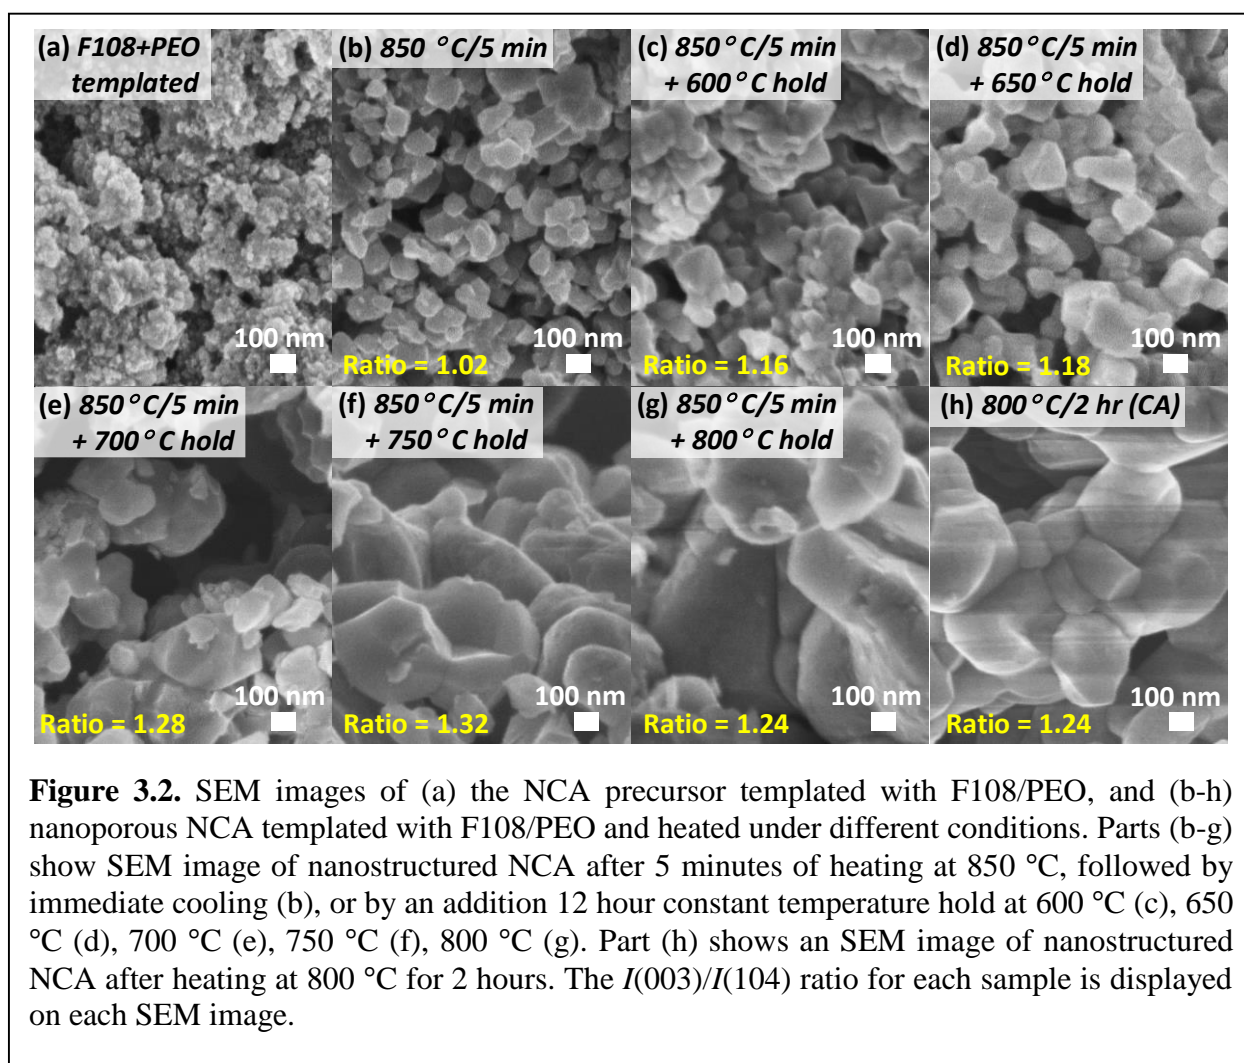 (a) F108+PEO
templated
100 nm
(b) 850 °C/5 min
100 nm
Ratio = 1.02
(c) 850°C/5 min
+ 600°C hold
100 nm
Ratio = 1.16
(d) 850°C/5 min
+ 650°C hold
100 nm
Ratio = 1.18
(e) 850°C/5 min
+ 700°C hold
100 nm
Ratio = 1.28
(f) 850°C/5 min
+ 750°C hold
100 nm
Ratio = 1.32
(g) 850°C/5 min
+ 800°C hold
100 nm
Ratio = 1.24
(h) 800°C/2 hr (CA)
100 nm
Ratio = 1.24
Figure 3.2. SEM images of (a) the NCA precursor templated with F108/PEO, and (b-h)
nanoporous NCA templated with F108/PEO and heated under different conditions. Parts (b-g)
show SEM image of nanostructured NCA after 5 minutes of heating at 850 °C, followed by
immediate cooling (b), or by an addition 12 hour constant temperature hold at 600 °C (c), 650
°C (d), 700 °C (e), 750 °C (f), 800 °C (g). Part (h) shows an SEM image of nanostructured
NCA after heating at 800 °C for 2 hours. The I(003)/I(104) ratio for each sample is displayed
on each SEM image.